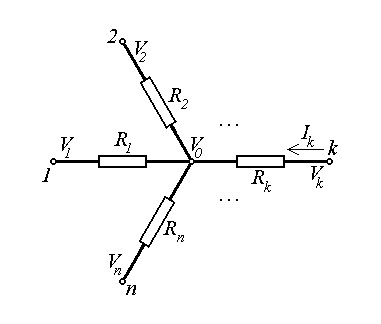 2
V₂
R₂
...
Iₖ
V₁
R₁
V₀
k
1
Rₖ
Vₖ
...
Rₙ
Vₙ
n